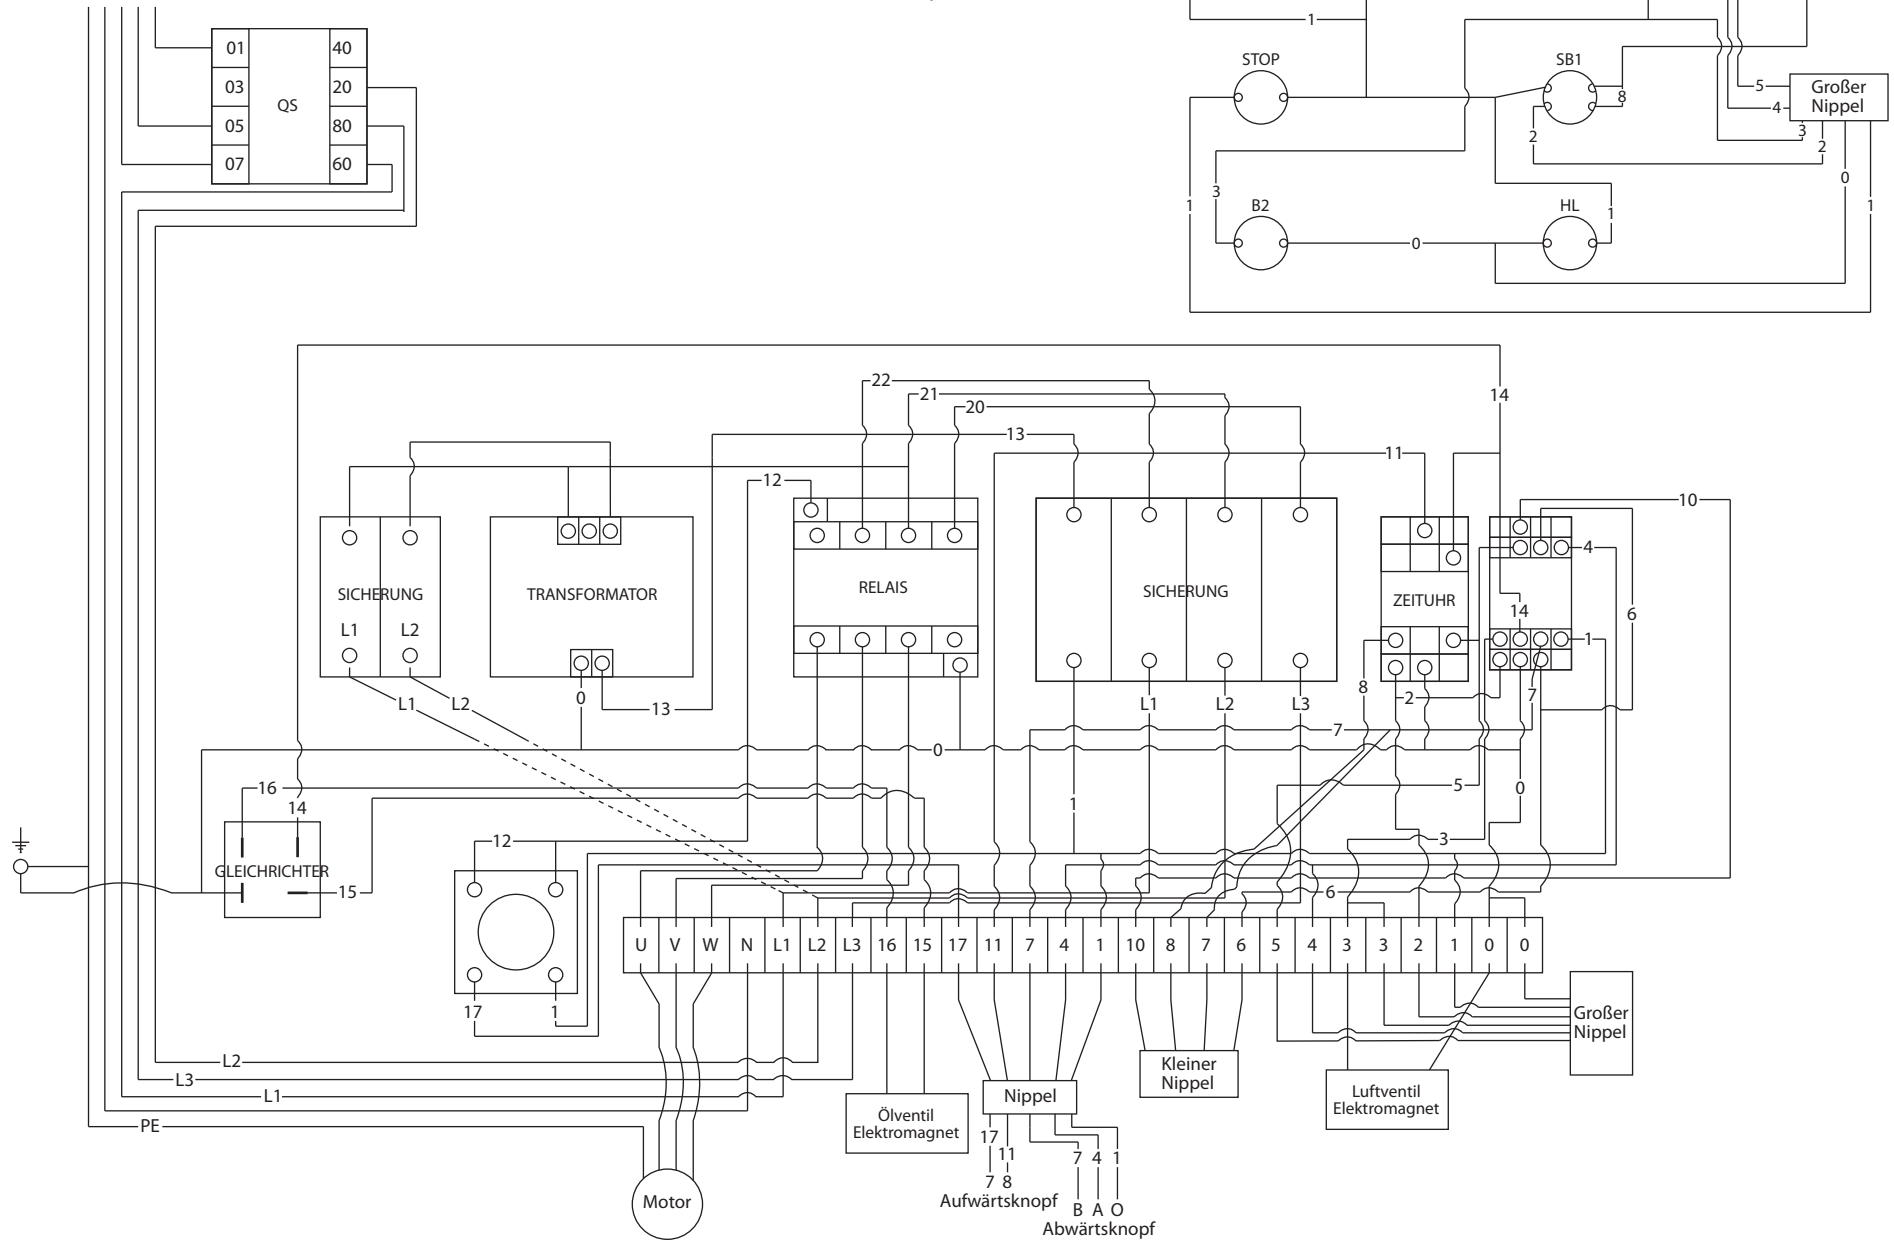 1
STOP
SB1
01
40
03
20
QS
05
80
07
60
8
5
4
Großer
Nippel
3
2
2
0
3
1
1
1
B2
HL
0
22
21
20
14
13
11
12
10
4
SICHERUNG
TRANSFORMATOR
RELAIS
SICHERUNG
ZEITUHR
14
6
L1
L2
1
L1
L2
0
13
L1
L2
L3
8
2
7
7
0
16
14
1
5
0
12
3
GLEICHRICHTER
15
6
U V W N L1 L2 L3 16 15 17 11 7 4 1 10 8 7 6 5 4 3 3 2 1 0 0
17
1
Großer
Nippel
L2
L3
L1
PE
Kleiner
Nippel
Nippel
Luftventil
Elektromagnet
Ölventil
Elektromagnet
17
11
7 4 1
7 8
Aufwärtsknopf
B A O
Abwärtsknopf
Motor